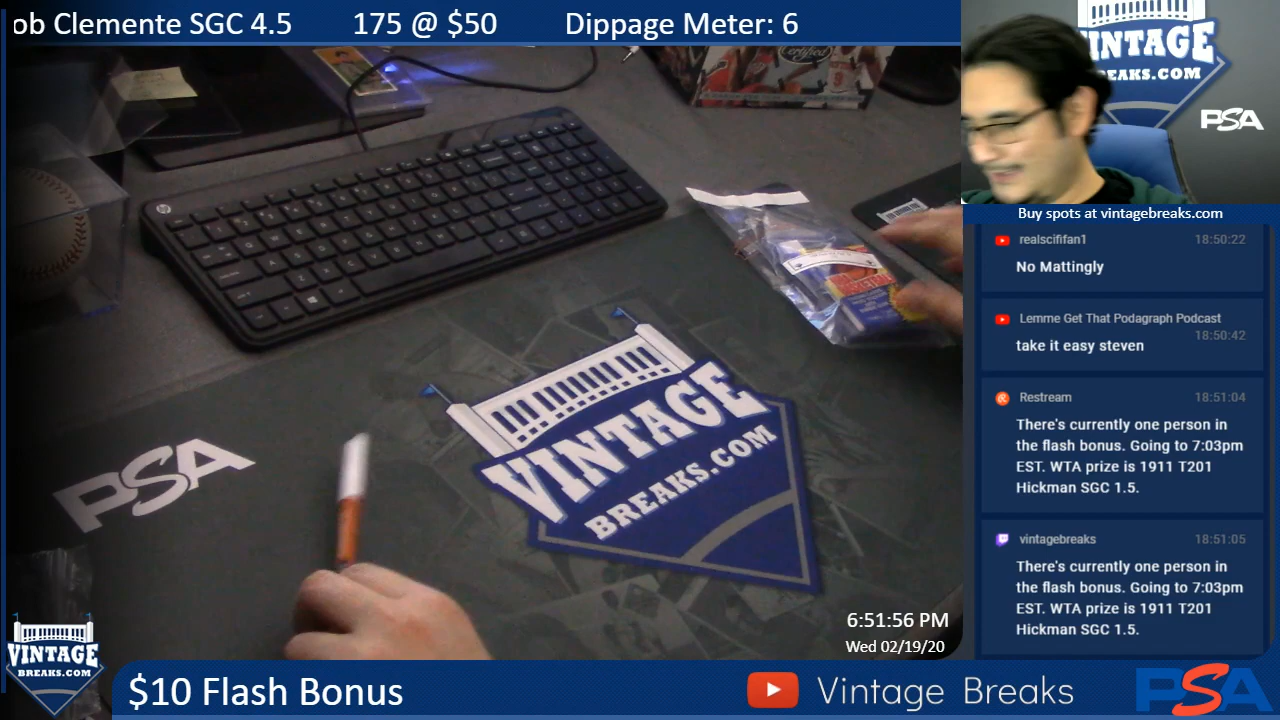 ob Clemente SGC 4.5 175 @ $50 Dippage Meter: 6
VINTAGE
BREAKS.COM
PSA
Certified
hp
Buy spots at vintagebreaks.com
realscififan1 18:50:22
No Mattingly
Lemme Get That Podagraph Podcast
18:50:42
take it easy steven
Restream 18:51:04
There's currently one person in
the flash bonus. Going to 7:03pm
EST. WTA prize is 1911 T201
Hickman SGC 1.5.
vintagebreaks 18:51:05
There's currently one person in
the flash bonus. Going to 7:03pm
EST. WTA prize is 1911 T201
Hickman SGC 1.5.
PSA
VINTAGE
BREAKS.COM
6:51:56 PM
Wed 02/19/20
VINTAGE
BREAKS.COM
$10 Flash Bonus
Vintage Breaks
PSA